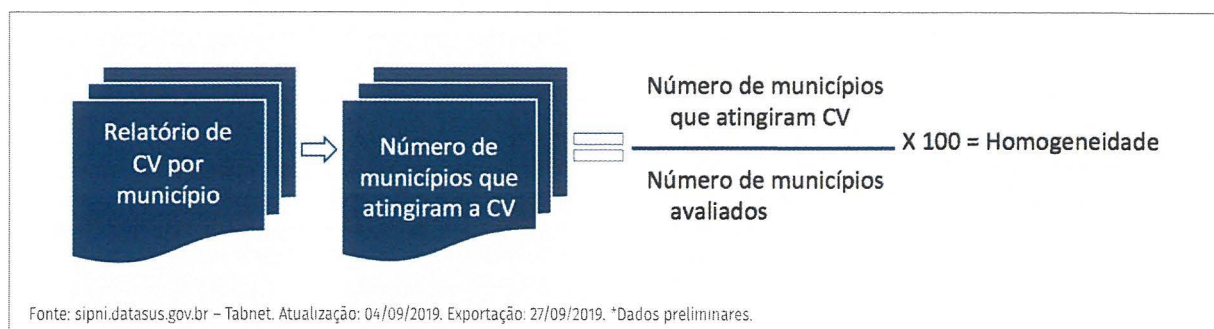 Relatório de
CV por
município
Número de
municípios que
atingiram a CV
Número de municípios
que atingiram CV
Número de municípios
avaliados
X 100 = Homogeneidade
Fonte: sipni.datasus.gov.br – Tabnet. Atualização: 04/09/2019. Exportação: 27/09/2019. *Dados preliminares.